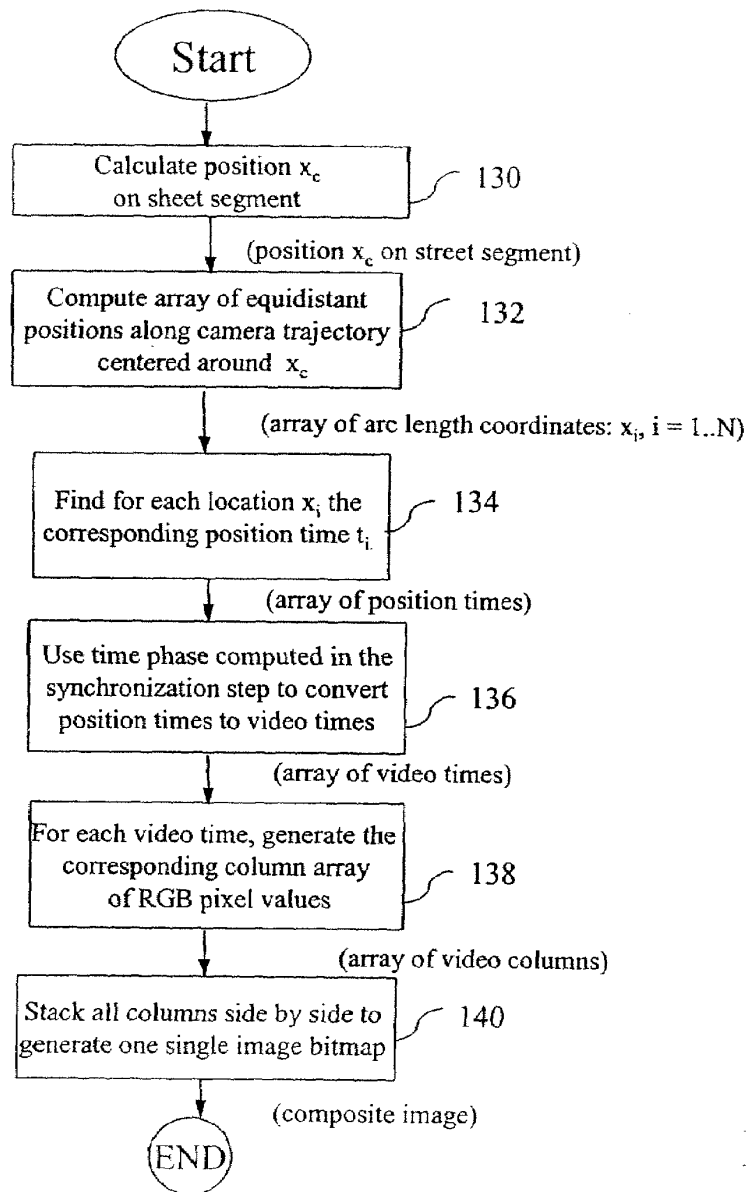 Start
Calculate position x_c
on sheet segment
130
(position x_c on street segment)
Compute array of equidistant
positions along camera trajectory
centered around x_c
132
(array of arc length coordinates: x_i, i = 1..N)
Find for each location x_i the
corresponding position time t_i.
134
(array of position times)
Use time phase computed in the
synchronization step to convert
position times to video times
136
(array of video times)
For each video time, generate the
corresponding column array
of RGB pixel values
138
(array of video columns)
Stack all columns side by side to
generate one single image bitmap
140
(composite image)
END